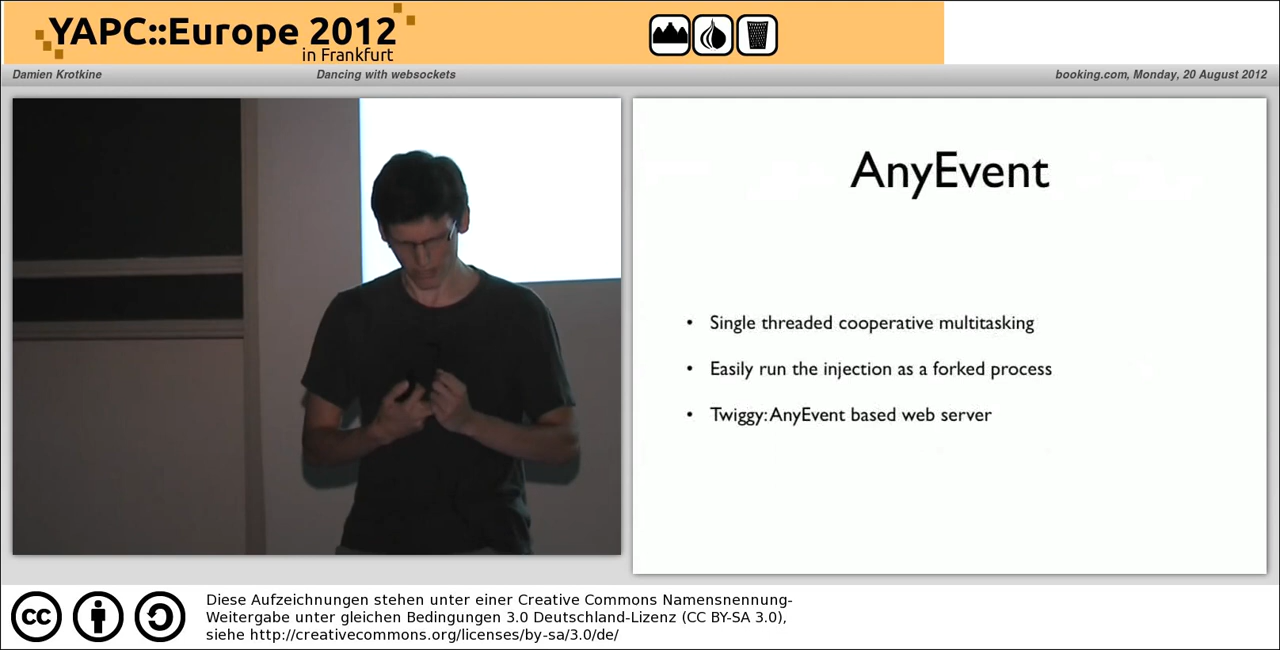 YAPC::Europe 2012
in Frankfurt
Damien Krotkine
Dancing with websockets
booking.com, Monday, 20 August 2012
AnyEvent
• Single threaded cooperative multitasking
• Easily run the injection as a forked process
• Twiggy: AnyEvent based web server
cc
Diese Aufzeichnungen stehen unter einer Creative Commons Namensnennung-
Weitergabe unter gleichen Bedingungen 3.0 Deutschland-Lizenz (CC BY-SA 3.0),
siehe http://creativecommons.org/licenses/by-sa/3.0/de/